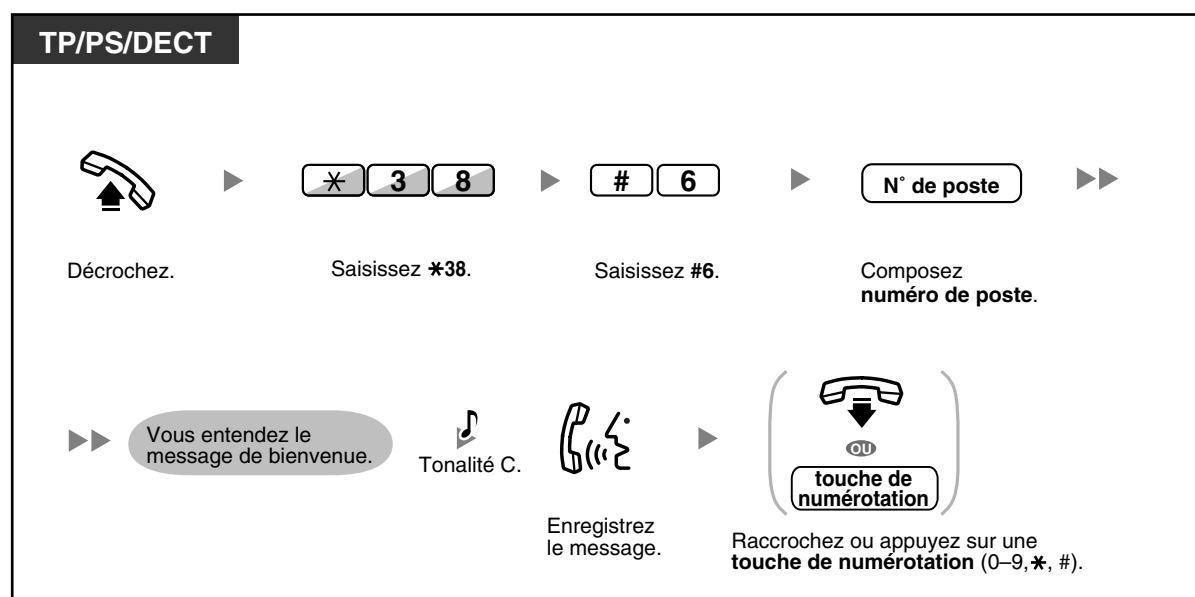 TP/PS/DECT
✳ 3 8
# 6
N˚ de poste
Décrochez.
Saisissez ✳38.
Saisissez #6.
Composez
numéro de poste.
Vous entendez le
message de bienvenue.
Tonalité C.
Enregistrez
le message.
OU
touche de
numérotation
Raccrochez ou appuyez sur une
touche de numérotation (0–9,✳, #).